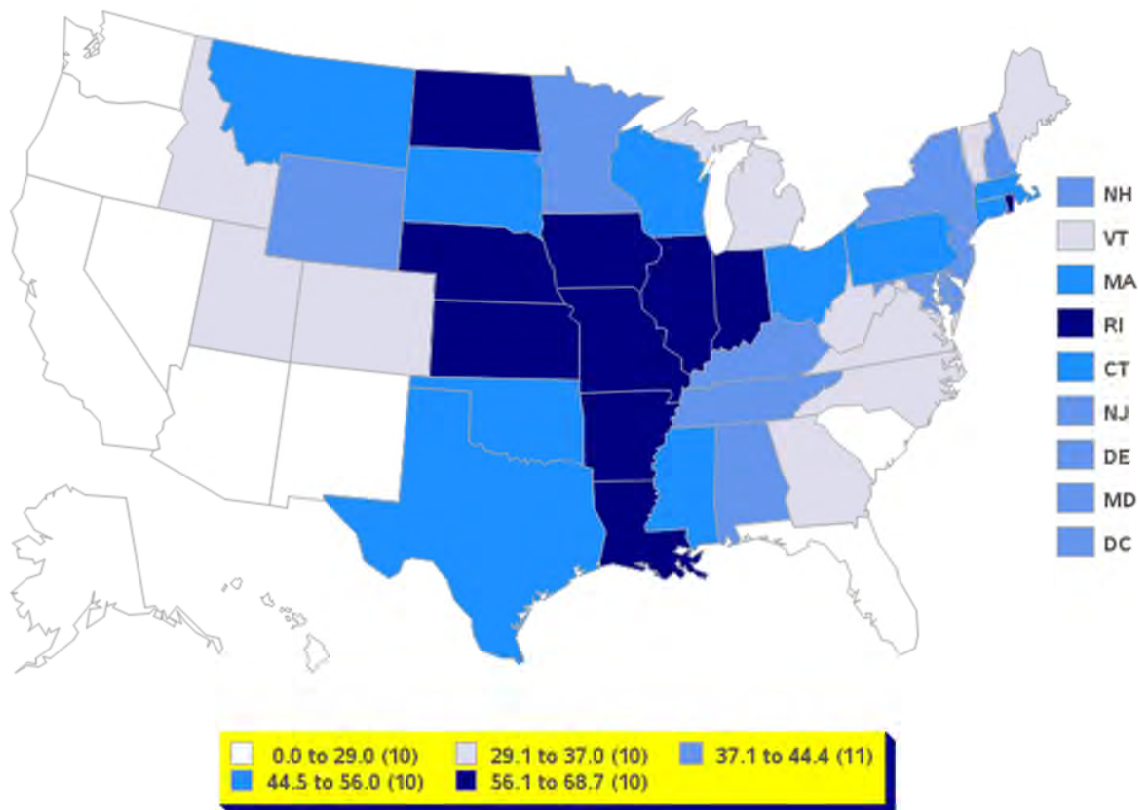 NH
VT
MA
RI
CT
NJ
DE
MD
DC
0.0 to 29.0 (10) 29.1 to 37.0 (10) 37.1 to 44.4 (11)
44.5 to 56.0 (10) 56.1 to 68.7 (10)